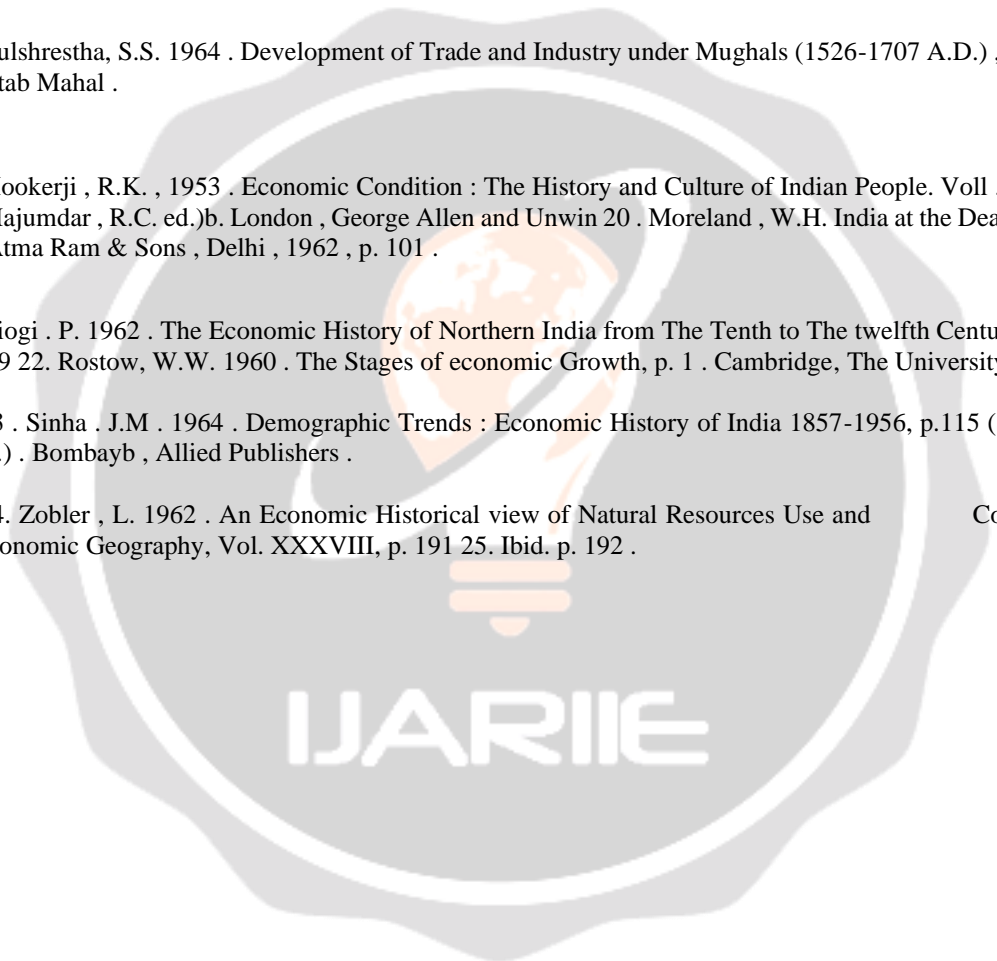 ulshrestha, S.S. 1964 . Development of Trade and Industry under Mughals (1526-1707 A.D.) ,
tab Mahal .
ookerji , R.K. , 1953 . Economic Condition : The History and Culture of Indian People. Voll .
ajumdar , R.C. ed.)b. London , George Allen and Unwin 20 . Moreland , W.H. India at the Dea
tma Ram & Sons , Delhi , 1962 , p. 101 .
iogi . P. 1962 . The Economic History of Northern India from The Tenth to The twelfth Centu
9 22. Rostow, W.W. 1960 . The Stages of economic Growth, p. 1 . Cambridge, The University
3 . Sinha . J.M . 1964 . Demographic Trends : Economic History of India 1857-1956, p.115 (
.) . Bombayb , Allied Publishers .
4. Zobler , L. 1962 . An Economic Historical view of Natural Resources Use and Co
onomic Geography, Vol. XXXVIII, p. 191 25. Ibid. p. 192 .
IJARIIE